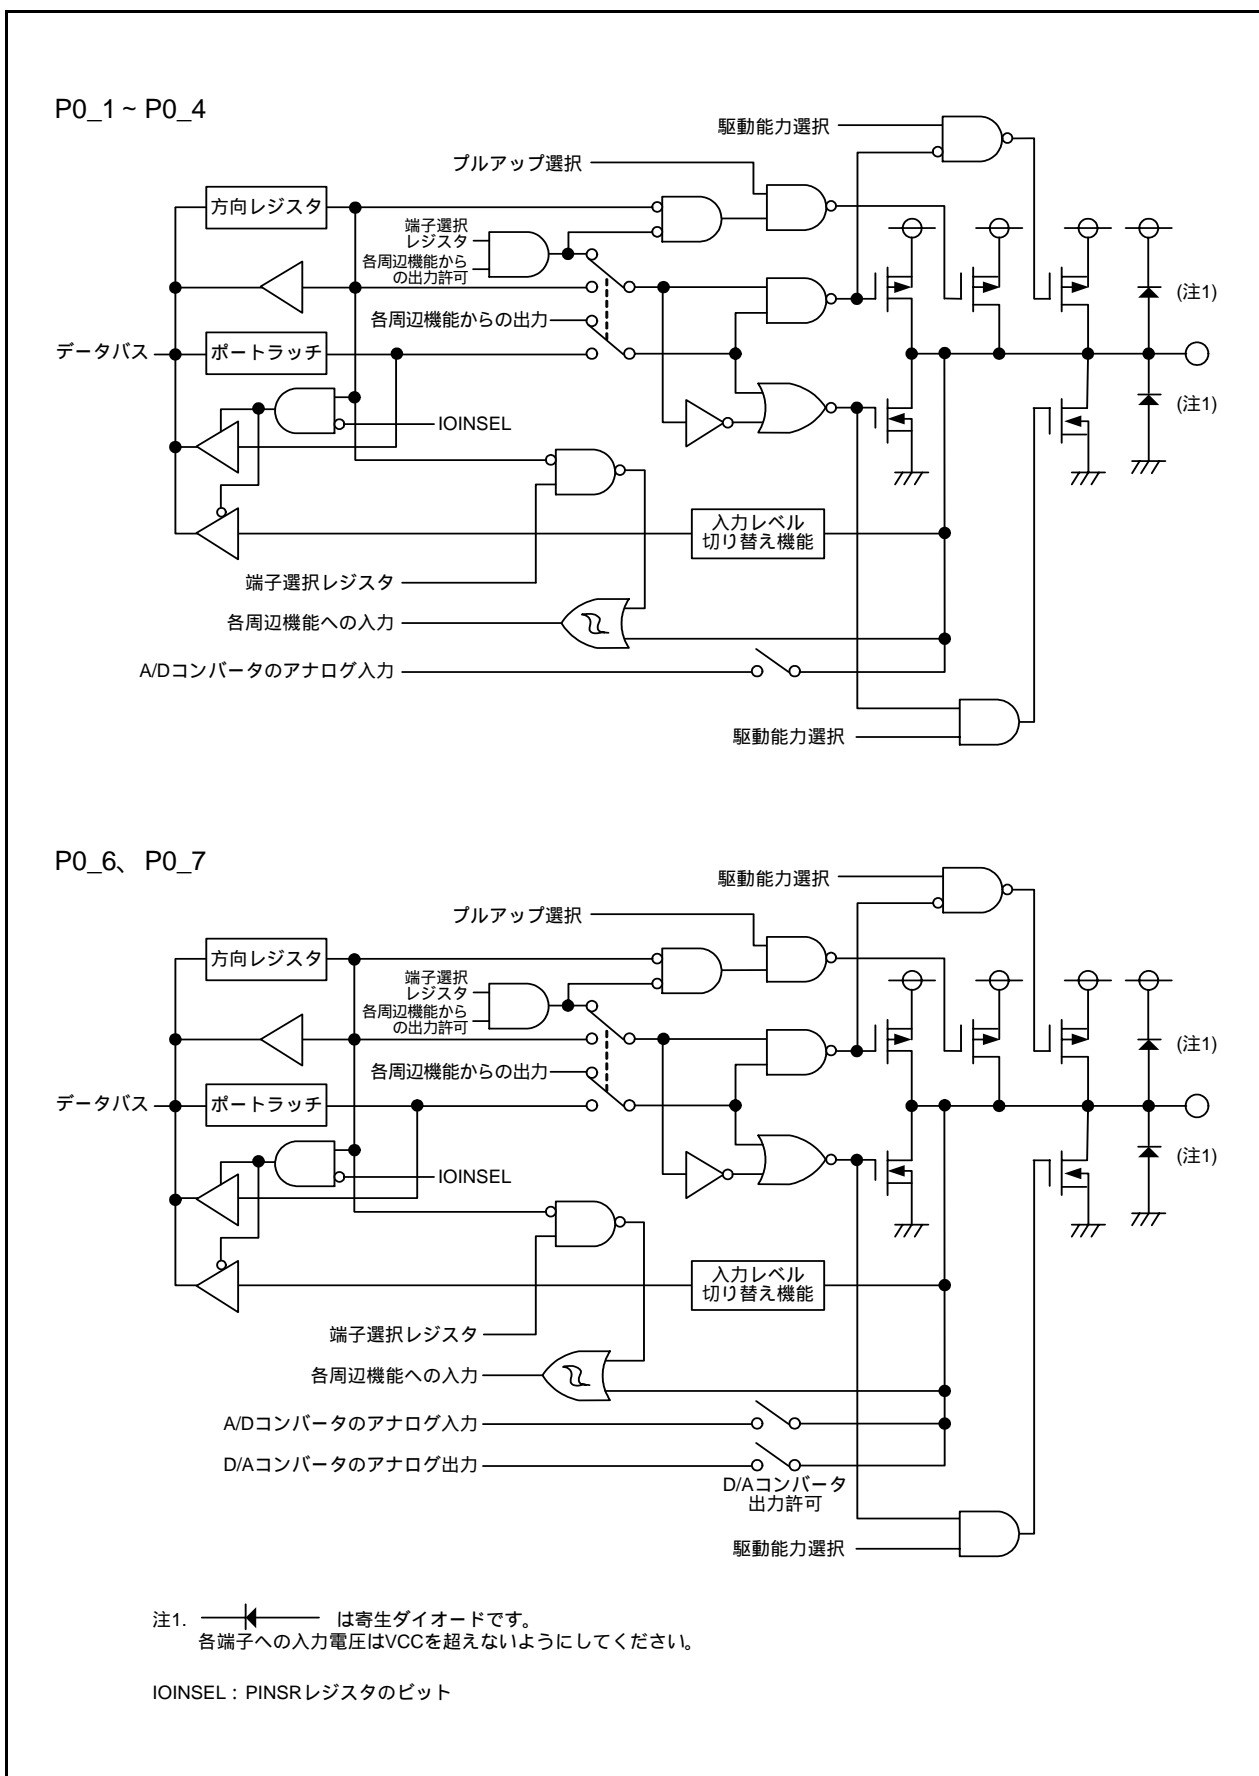 P0_1 ~ P0_4
駆動能力選択
プルアップ選択
方向レジスタ
端子選択
レジスタ
各周辺機能から
の出力許可
(注1)
各周辺機能からの出力
データバス
ポートラッチ
(注1)
IOINSEL
入力レベル
切り替え機能
端子選択レジスタ
各周辺機能への入力
A/Dコンバータのアナログ入力
駆動能力選択
P0_6、 P0_7
駆動能力選択
プルアップ選択
方向レジスタ
端子選択
レジスタ
各周辺機能から
の出力許可
(注1)
各周辺機能からの出力
データバス
ポートラッチ
(注1)
IOINSEL
入力レベル
切り替え機能
端子選択レジスタ
各周辺機能への入力
A/Dコンバータのアナログ入力
D/Aコンバータのアナログ出力
D/Aコンバータ
出力許可
駆動能力選択
注1. は寄生ダイオードです。
各端子への入力電圧はVCCを超えないようにしてください。
IOINSEL : PINSRレジスタのビット